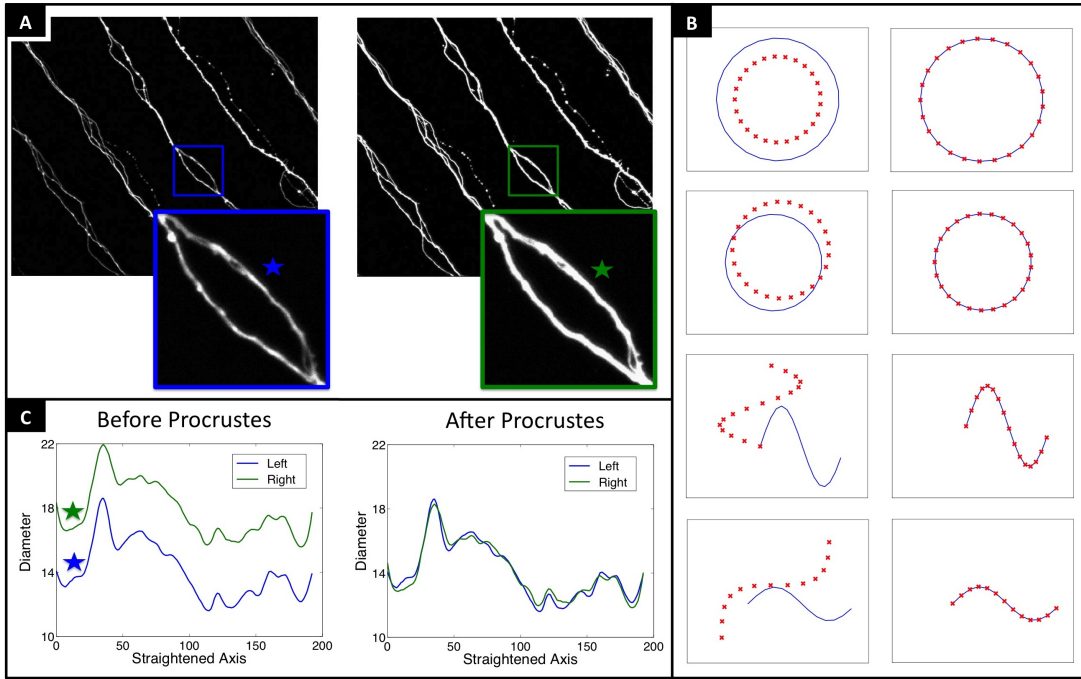 A
B
C
Before Procrustes
After Procrustes
22
18
14
10
Diameter
Left
Right
0
50
100
150
200
Straightened Axis
22
18
14
10
Diameter
Left
Right
0
50
100
150
200
Straightened Axis